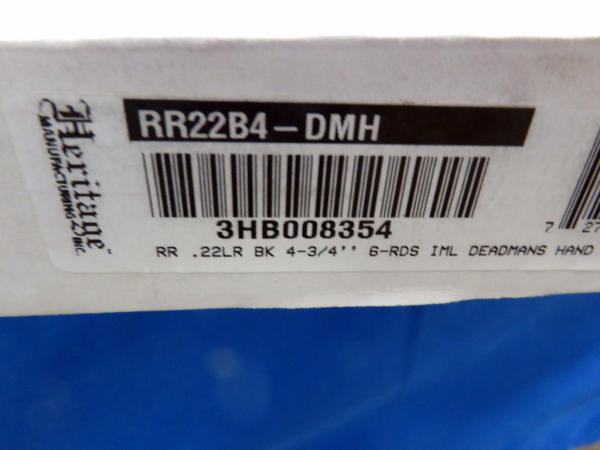 Heritage
MANUFACTURING INC.
RR22B4-DMH
3HB008354
7 27
RR .22LR BK 4-3/4'' 6-RDS IML DEADMANS HAND